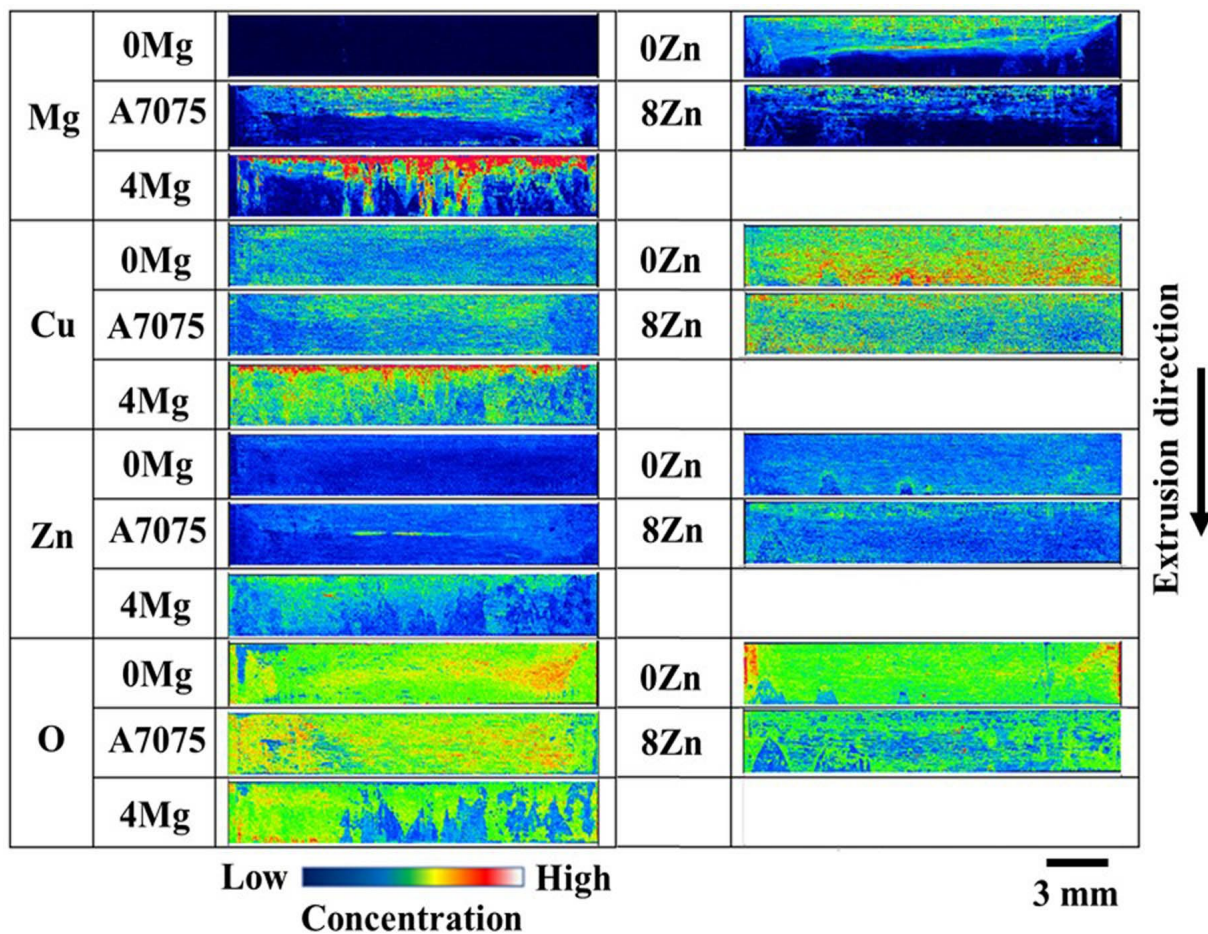 Mg
0Mg
0Zn
A7075
8Zn
4Mg
Cu
0Mg
0Zn
A7075
8Zn
4Mg
Zn
0Mg
0Zn
A7075
8Zn
4Mg
O
0Mg
0Zn
A7075
8Zn
4Mg
Extrusion direction
Low High
Concentration
3 mm